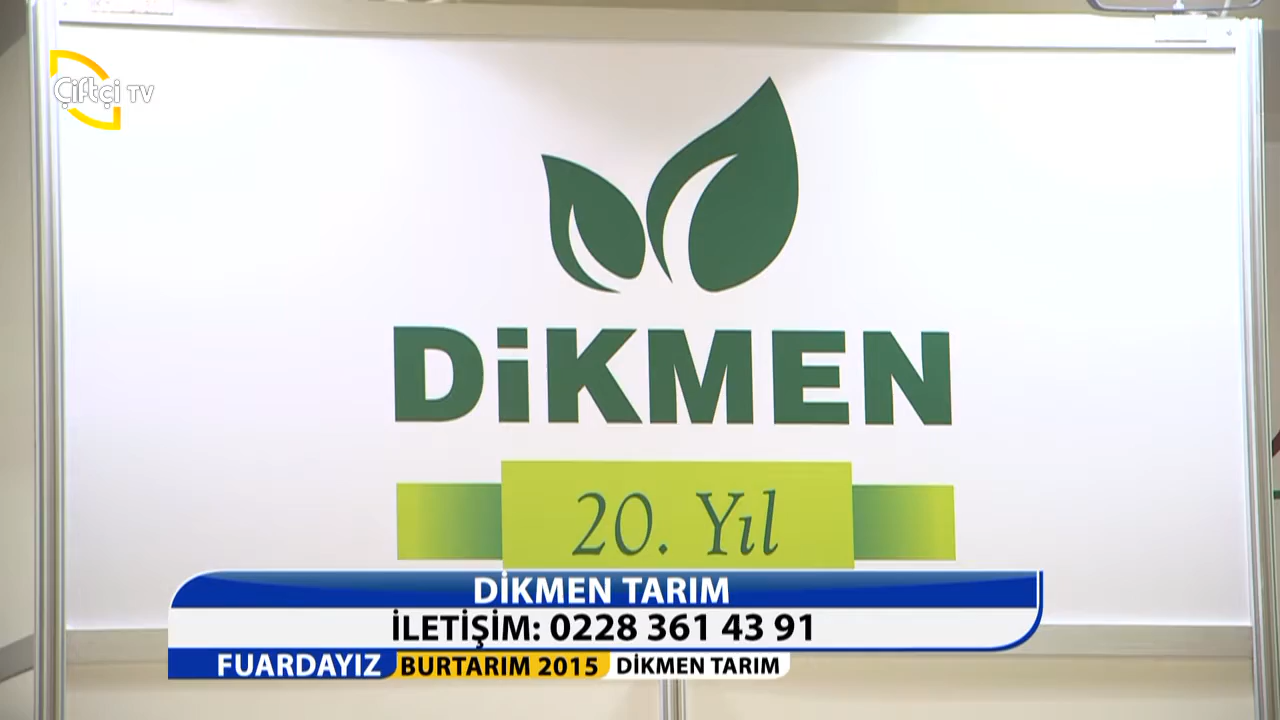 Çiftçi TV
DiKMEN
20. Yıl
DİKMEN TARIM
İLETİŞİM: 0228 361 43 91
FUARDAYIZ BURTARIM 2015 DİKMEN TARIM